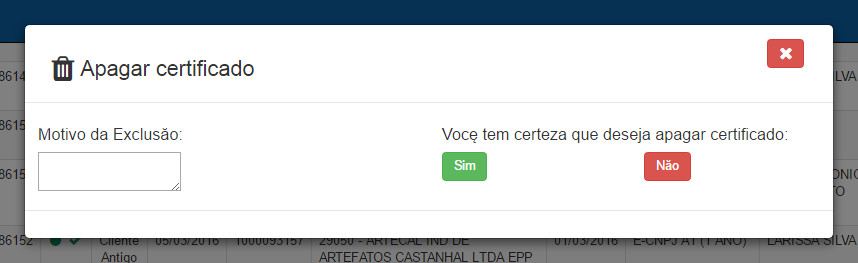 Apagar certificado
8614
SILVA
Motivo da Exclusão:
Você tem certeza que deseja apagar certificado:
8615
Sim
Não
8615
ONIO
TO
86152
Cliente
Antigo
05/03/2016
1000093157
29050 - ARTECAL IND DE
ARTEFATOS CASTANHAL LTDA EPP
01/03/2016
E-CNPJ A1 (1 ANO)
LARISSA SILVA